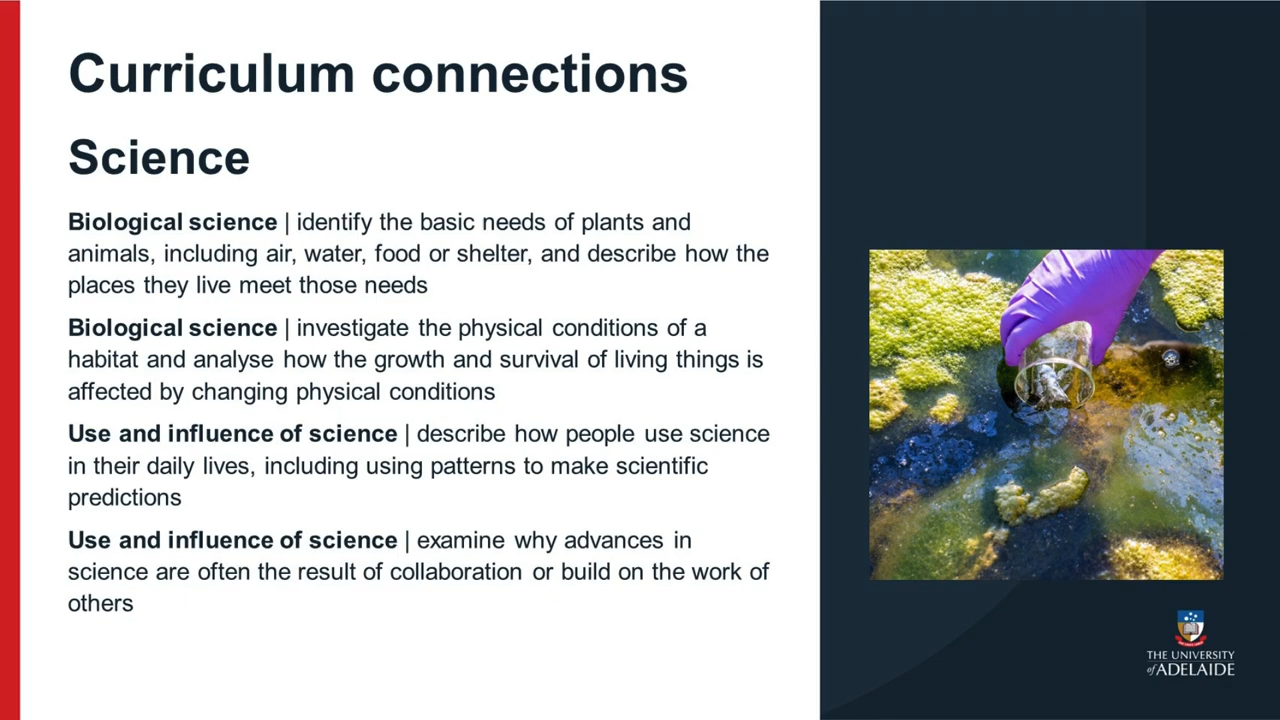 Curriculum connections
Science
Biological science | identify the basic needs of plants and
animals, including air, water, food or shelter, and describe how the
places they live meet those needs
Biological science | investigate the physical conditions of a
habitat and analyse how the growth and survival of living things is
affected by changing physical conditions
Use and influence of science | describe how people use science
in their daily lives, including using patterns to make scientific
predictions
Use and influence of science | examine why advances in
science are often the result of collaboration or build on the work of
others
THE UNIVERSITY
of ADELAIDE